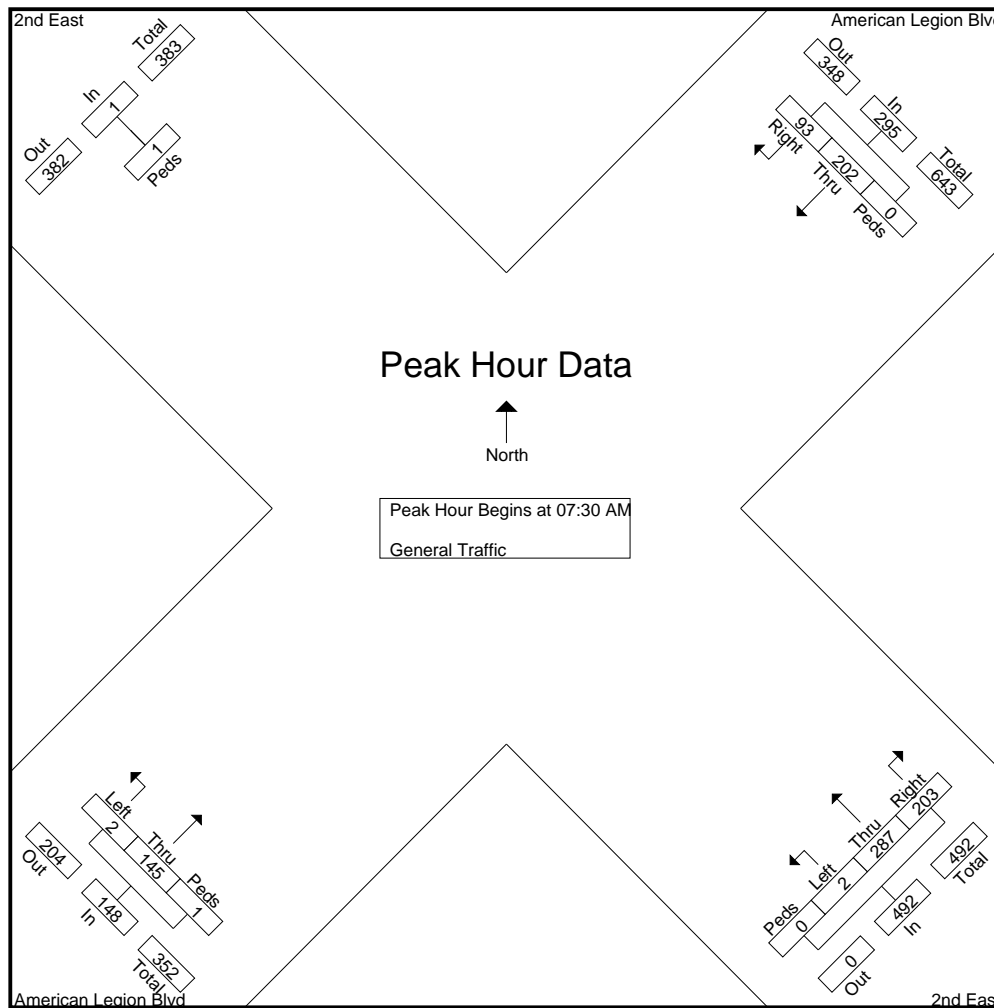 2nd East
Out
In
Total
382
1
383
1
Peds
American Legion Blvd
Out
In
Total
348
295
643
93
202
0
Right
Thru
Peds
Peak Hour Data
North
Peak Hour Begins at 07:30 AM
General Traffic
Left
Thru
Peds
2
145
1
204
148
352
Out
In
Total
American Legion Blvd
Right
Thru
Left
Peds
203
287
2
0
492
492
0
Total
In
Out
2nd East